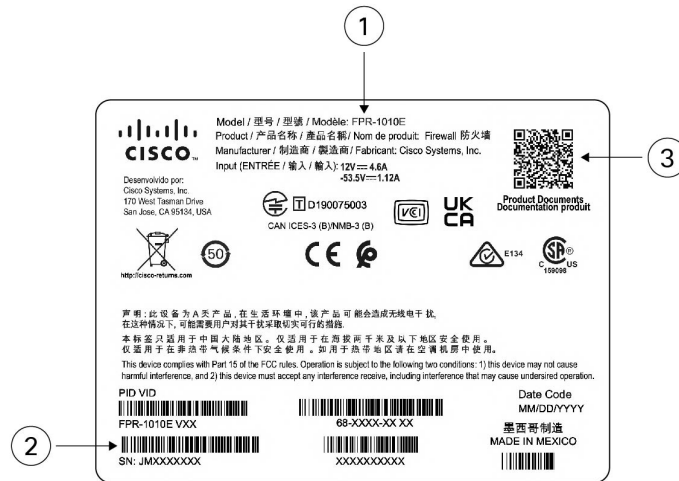 1
Model / 型号 / 型號 / Modèle: FPR-1010E
Product / 产品名称 / 產品名稱 / Nom de produit: Firewall 防火墙
Manufacturer / 制造商 / 製造商 / Fabricant: Cisco Systems, Inc.
Input (ENTRÉE / 输入 / 輸入): 12V⎓4.6A
-53.5V⎓1.12A
CISCO
Desenvolvido por:
Cisco Systems, Inc.
170 West Tasman Drive
San Jose, CA 95134, USA
3
Product Documents
Documentation produit
T D190075003
CAN ICES-3 (B)/NMB-3 (B)
VCI
UK
CA
http://cisco-returns.com
50
CE
E134
C SA ® US
159096
声明:此设备为A类产品,在生活环境中,该产品可能会造成无线电干扰,
在这种情况下,可能需要用户对其干扰采取切实可行的措施.
本标签只适用于中国大陆地区。仅适用于在海拔两千米及以下地区安全使用。
仅适用于在非热带气候条件下安全使用。如用于热带地区请在空调机房中使用。
This device complies with Part 15 of the FCC rules. Operation is subject to the following two conditions: 1) this device may not cause
harmful interference, and 2) this device must accept any interference receive, including interference that may cause undersired operation.
PID VID
FPR-1010E VXX
68-XXXX-XX XX
Date Code
MM/DD/YYYY
墨西哥制造
MADE IN MEXICO
2
SN: JMXXXXXXX
XXXXXXXXXX